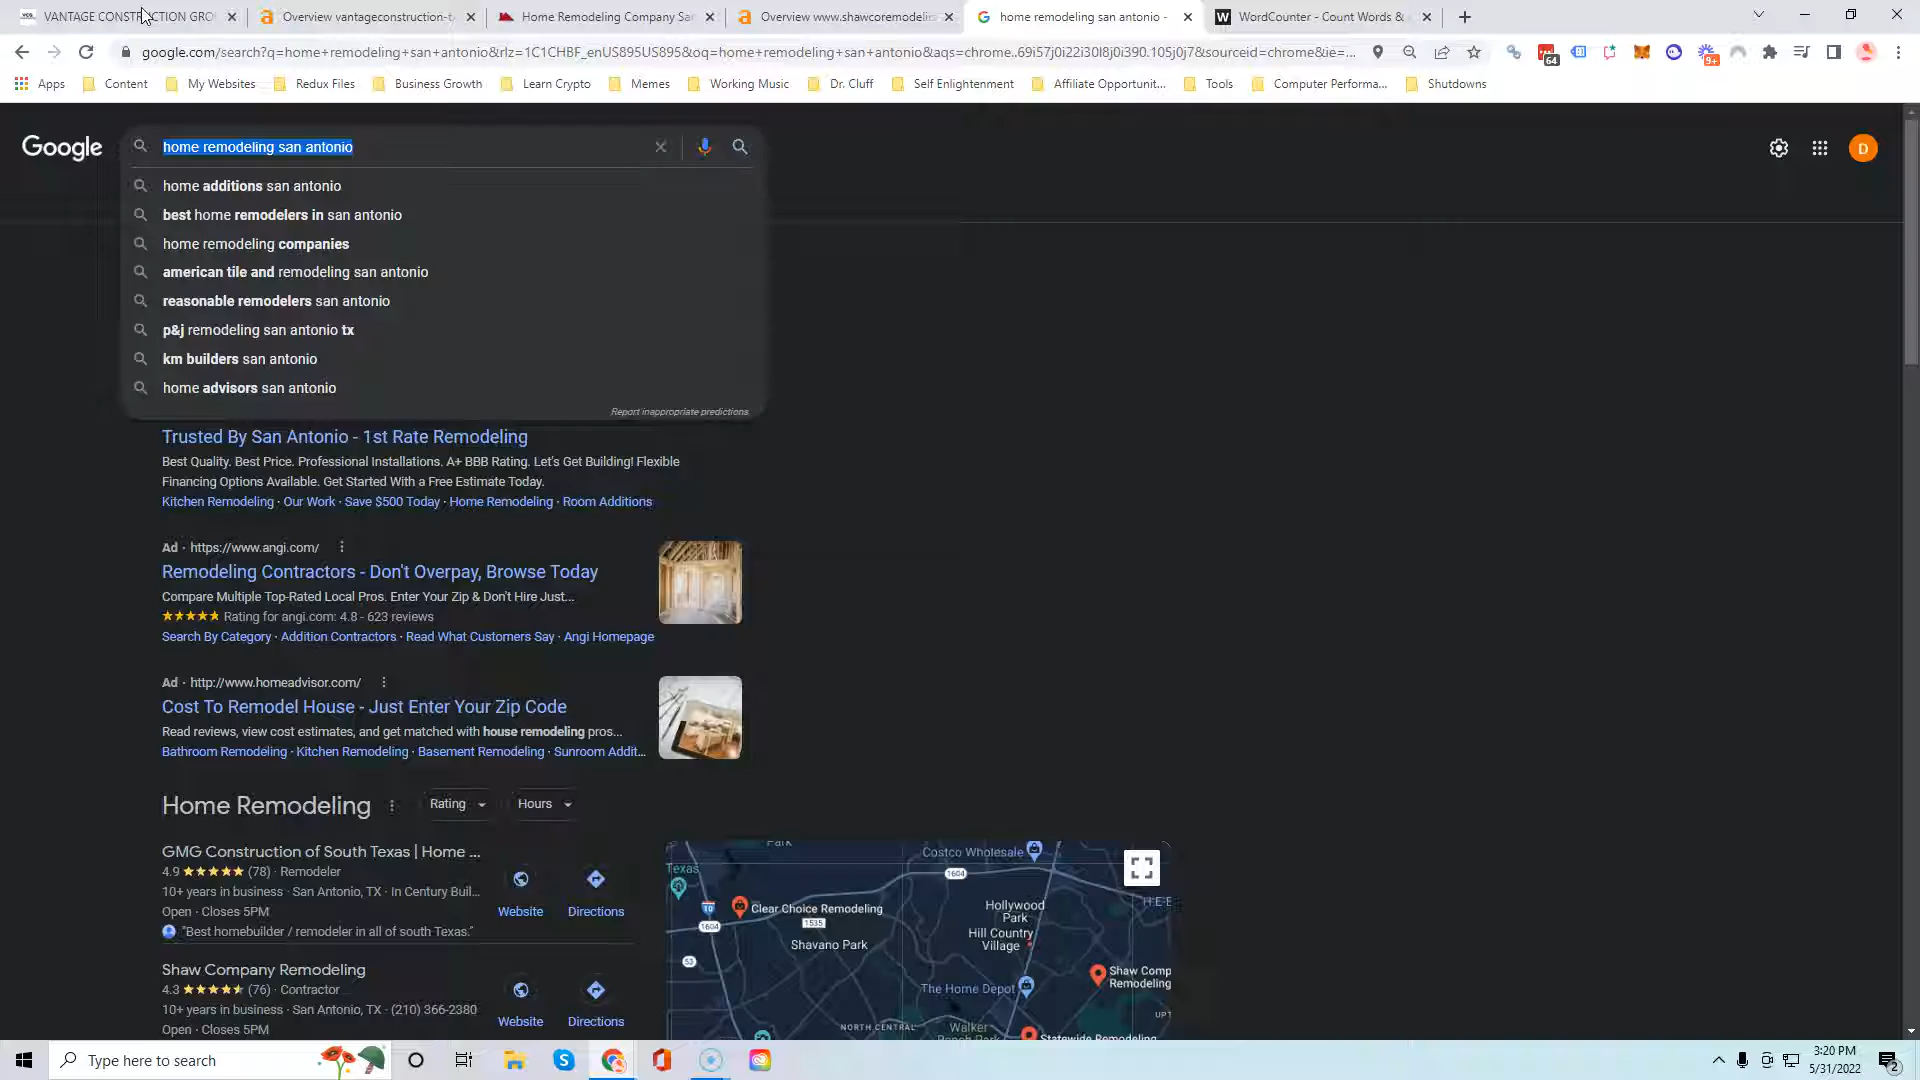 VANTAGE CONSTRUCTION GRO
Overview vantageconstruction-t
Home Remodeling Company Sa
Overview www.shawcoremodelin
home remodeling san antonio -
WordCounter - Count Words &
google.com/search?q=home+remodeling+san+antonio&rlz=1C1CHBF_enUS895US895&oq=home+remodeling+san+antonio&aqs=chrome..69i57j0i22i30l8j0i390.105j0j7&sourceid=chrome&ie=...
64
9+
Apps
Content
My Websites
Redux Files
Business Growth
Learn Crypto
Memes
Working Music
Dr. Cluff
Self Enlightenment
Affiliate Opportunit...
Tools
Computer Performa...
Shutdowns
Google
home remodeling san antonio
D
home additions san antonio
best home remodelers in san antonio
home remodeling companies
american tile and remodeling san antonio
reasonable remodelers san antonio
p&j remodeling san antonio tx
km builders san antonio
home advisors san antonio
Report inappropriate predictions
Trusted By San Antonio - 1st Rate Remodeling
Best Quality. Best Price. Professional Installations. A+ BBB Rating. Let's Get Building! Flexible
Financing Options Available. Get Started With a Free Estimate Today.
Kitchen Remodeling · Our Work · Save $500 Today · Home Remodeling · Room Additions
Ad · https://www.angi.com/
Remodeling Contractors - Don't Overpay, Browse Today
Compare Multiple Top-Rated Local Pros. Enter Your Zip & Don't Hire Just...
Rating for angi.com: 4.8 - 623 reviews
Search By Category · Addition Contractors · Read What Customers Say · Angi Homepage
Ad · http://www.homeadvisor.com/
Cost To Remodel House - Just Enter Your Zip Code
Read reviews, view cost estimates, and get matched with house remodeling pros...
Bathroom Remodeling · Kitchen Remodeling · Basement Remodeling · Sunroom Addit...
Home Remodeling
Rating
Hours
GMG Construction of South Texas | Home ...
4.9 ★★★★★ (78) · Remodeler
10+ years in business · San Antonio, TX · In Century Buil...
Open · Closes 5PM
"Best homebuilder / remodeler in all of south Texas."
Website
Directions
Shaw Company Remodeling
4.3 ★★★★★ (76) · Contractor
10+ years in business · San Antonio, TX · (210) 366-2380
Open · Closes 5PM
Website
Directions
Park
Costco Wholesale
Texas
1604
Clear Choice Remodeling
10
1535
1604
Hollywood
Park
H-E-B
Shavano Park
Hill Country
Village
53
Shaw Comp
Remodeling
The Home Depot
NORTH CENTRAL
Walker
Ranch Park
UPT
Statewide Remodeling
Type here to search
3:20 PM
5/31/2022
2